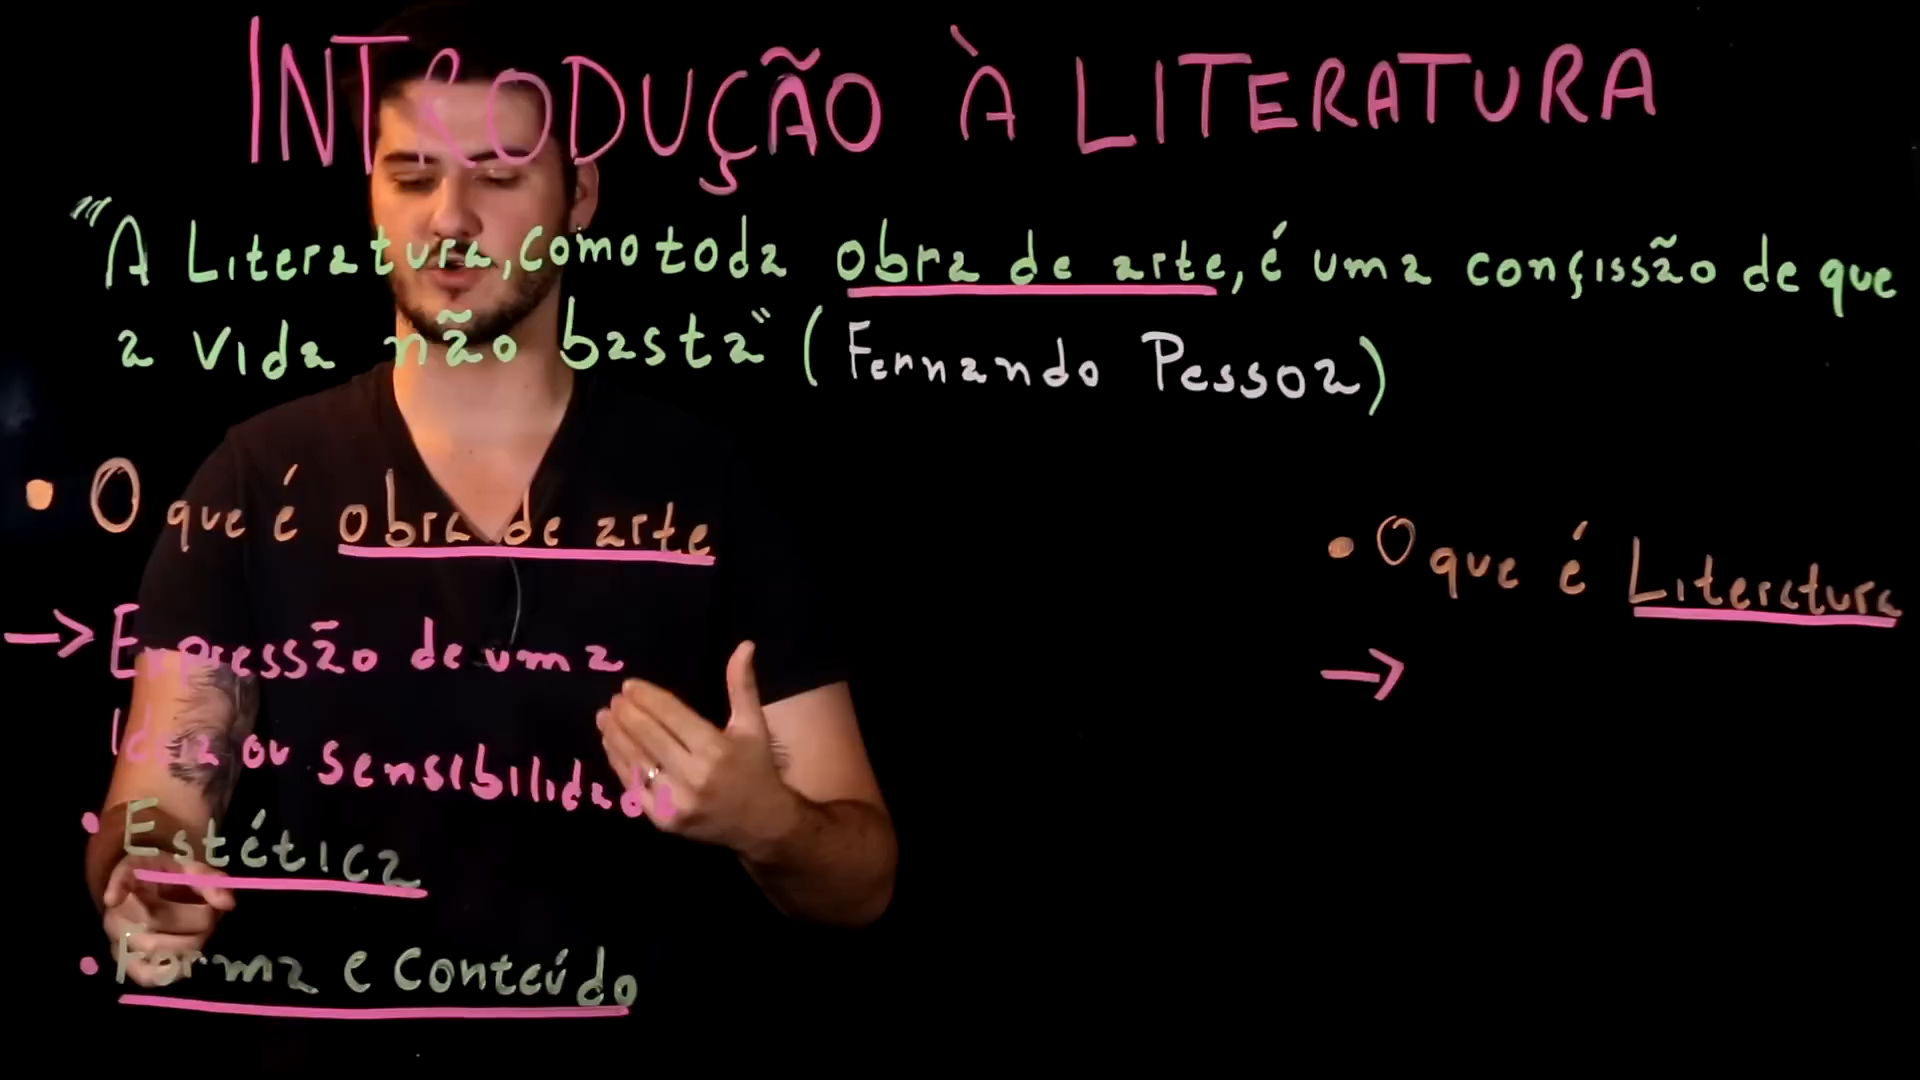 INTRODUÇÃO À LITERATURA
"A Literatura, como toda obra de arte, é uma confissão de que
a vida não basta" (Fernando Pessoa)
• O que é obra de arte
→ Expressão de uma
Ideia ou sensibilidade
• Estética
• Forma e Conteúdo
• O que é Literatura
→